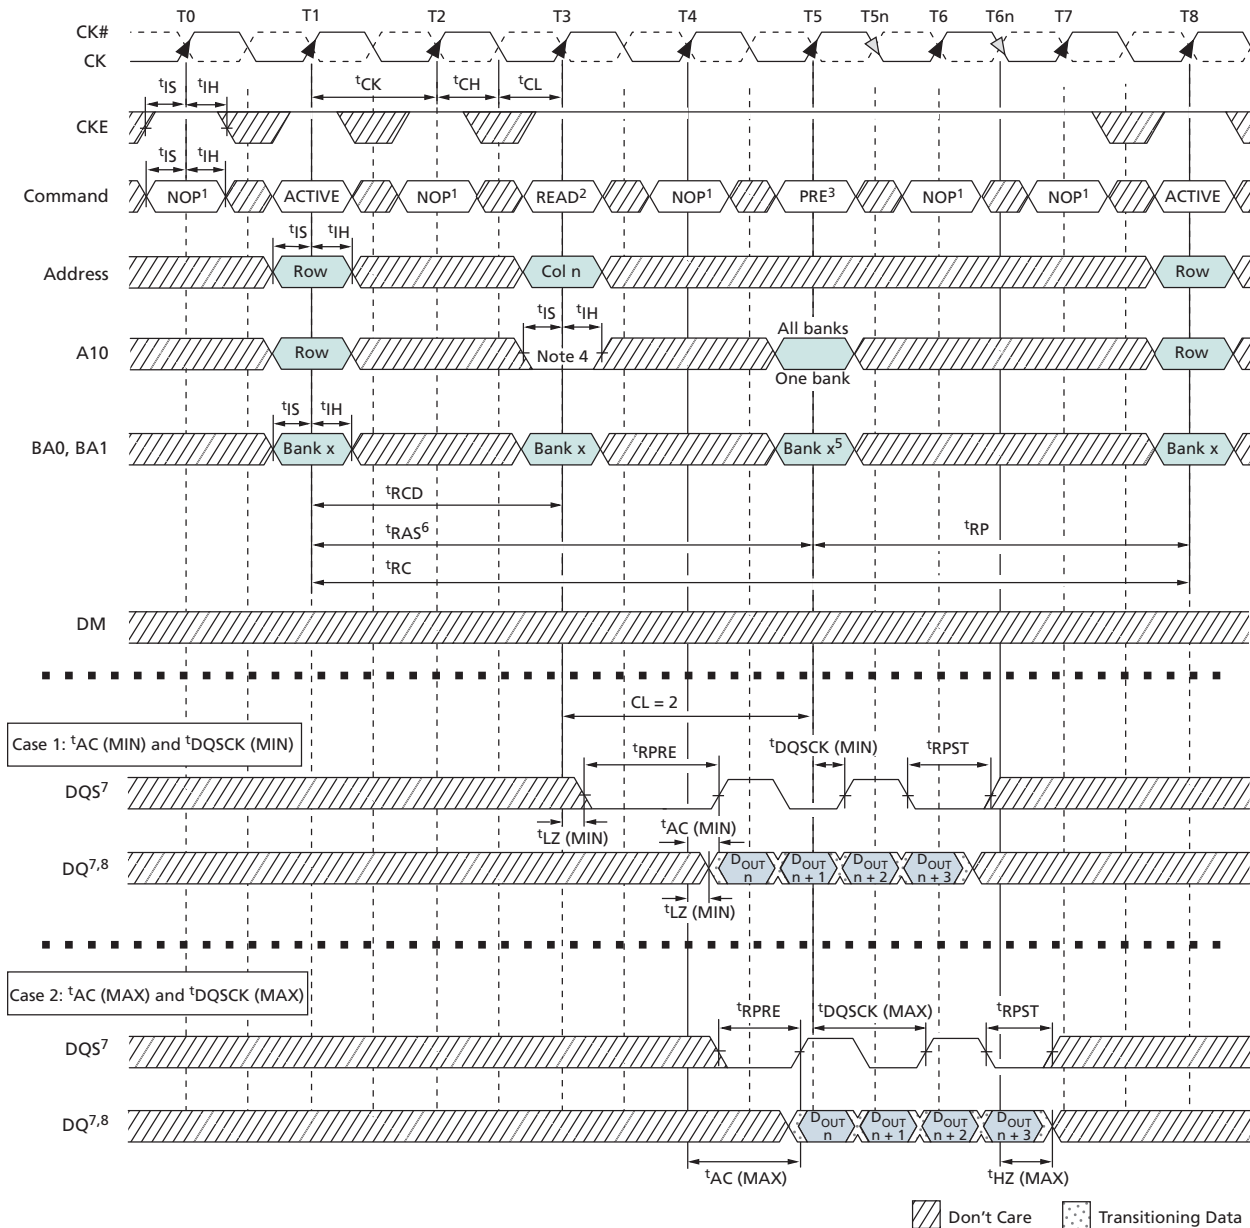 T0 T1 T2 T3 T4 T5 T5n T6 T6n T7 T8
CK#
CK
tCK tCH tCL
tIS tIH
CKE
tIS tIH
Command NOP1 ACTIVE NOP1 READ2 NOP1 PRE3 NOP1 NOP1 ACTIVE
tIS tIH
Address Row Col n Row
tIS tIH
All banks
A10 Row Note 4 Row
One bank
tIS tIH
BA0, BA1 Bank x Bank x Bank x5 Bank x
tRCD
tRAS6 tRP
tRC
DM
CL = 2
Case 1: tAC (MIN) and tDQSCK (MIN)
tRPRE tDQSCK (MIN) tRPST
DQS7
tLZ (MIN) tAC (MIN)
DQ7,8 DOUT n DOUT n + 1 DOUT n + 2 DOUT n + 3
tLZ (MIN)
Case 2: tAC (MAX) and tDQSCK (MAX)
tRPRE tDQSCK (MAX) tRPST
DQS7
DQ7,8 DOUT n DOUT n + 1 DOUT n + 2 DOUT n + 3
tAC (MAX) tHZ (MAX)
Don't Care Transitioning Data